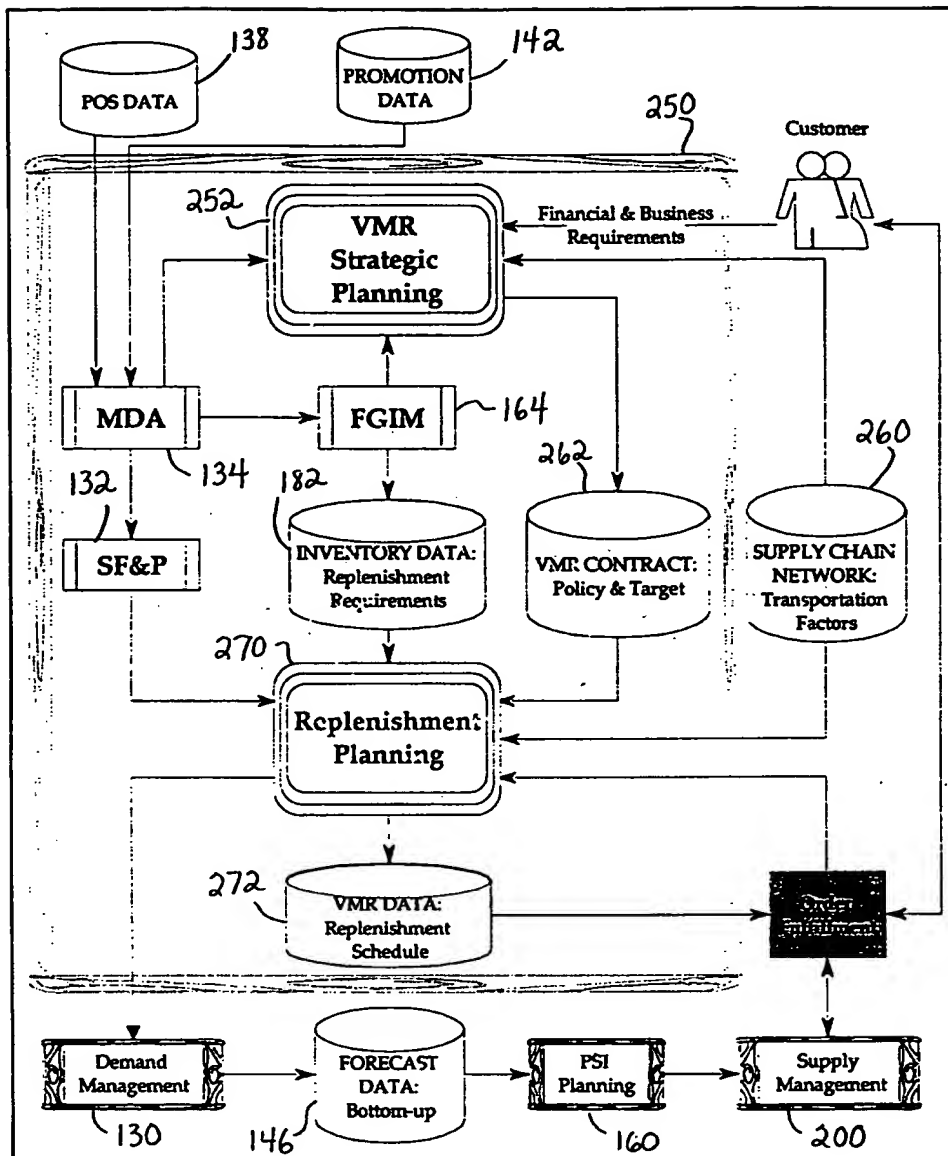 138
142
POS DATA
PROMOTION
DATA
250
Customer
252
VMR
Strategic
Planning
Financial & Business
Requirements
MDA
FGIM
164
134
132
182
262
260
SF&P
INVENTORY DATA:
Replenishment
Requirements
VMR CONTRACT:
Policy & Target
SUPPLY CHAIN
NETWORK:
Transportation
Factors
270
Replenishment
Planning
272
VMR DATA:
Replenishment
Schedule
Order
Fulfillment
Demand
Management
FORECAST
DATA:
Bottom-up
PSI
Planning
Supply
Management
130
146
160
200